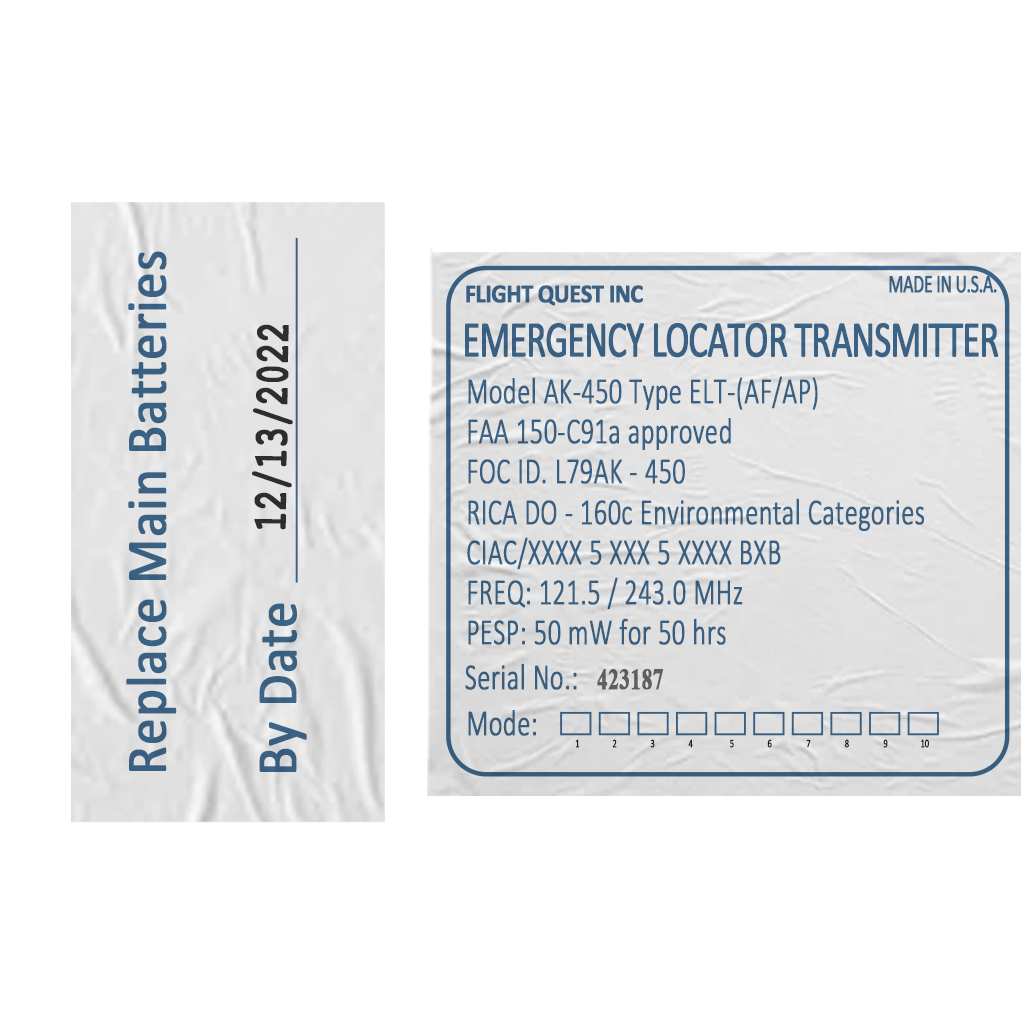 Replace Main Batteries
By Date 12/13/2022
FLIGHT QUEST INC
MADE IN U.S.A.
EMERGENCY LOCATOR TRANSMITTER
Model AK-450 Type ELT-(AF/AP)
FAA 150-C91a approved
FOC ID. L79AK - 450
RICA DO - 160c Environmental Categories
CIAC/XXXX 5 XXX 5 XXXX BXB
FREQ: 121.5 / 243.0 MHz
PESP: 50 mW for 50 hrs
Serial No.: 423187
Mode:
1 2 3 4 5 6 7 8 9 10